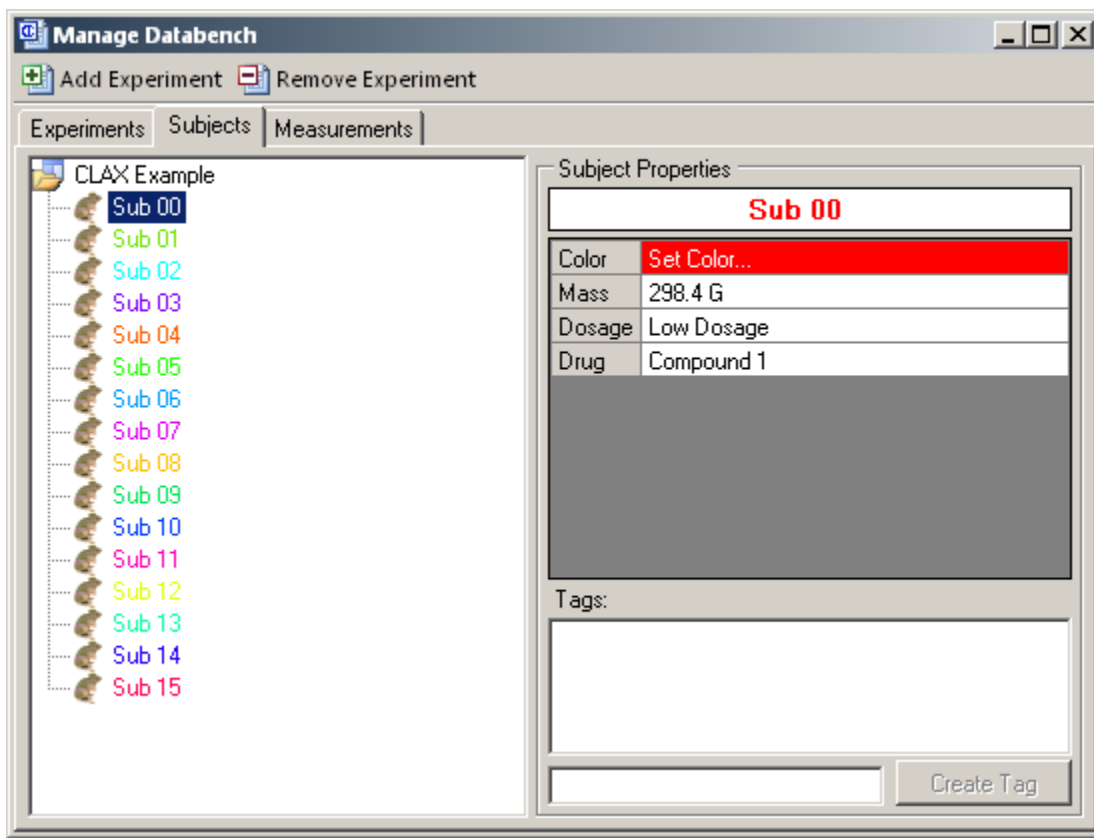 Manage Databench
Add Experiment Remove Experiment
Experiments Subjects Measurements
CLAX Example
Sub 00
Sub 01
Sub 02
Sub 03
Sub 04
Sub 05
Sub 06
Sub 07
Sub 08
Sub 09
Sub 10
Sub 11
Sub 12
Sub 13
Sub 14
Sub 15
Subject Properties
Sub 00
Color Set Color...
Mass 298.4 G
Dosage Low Dosage
Drug Compound 1
Tags:
Create Tag